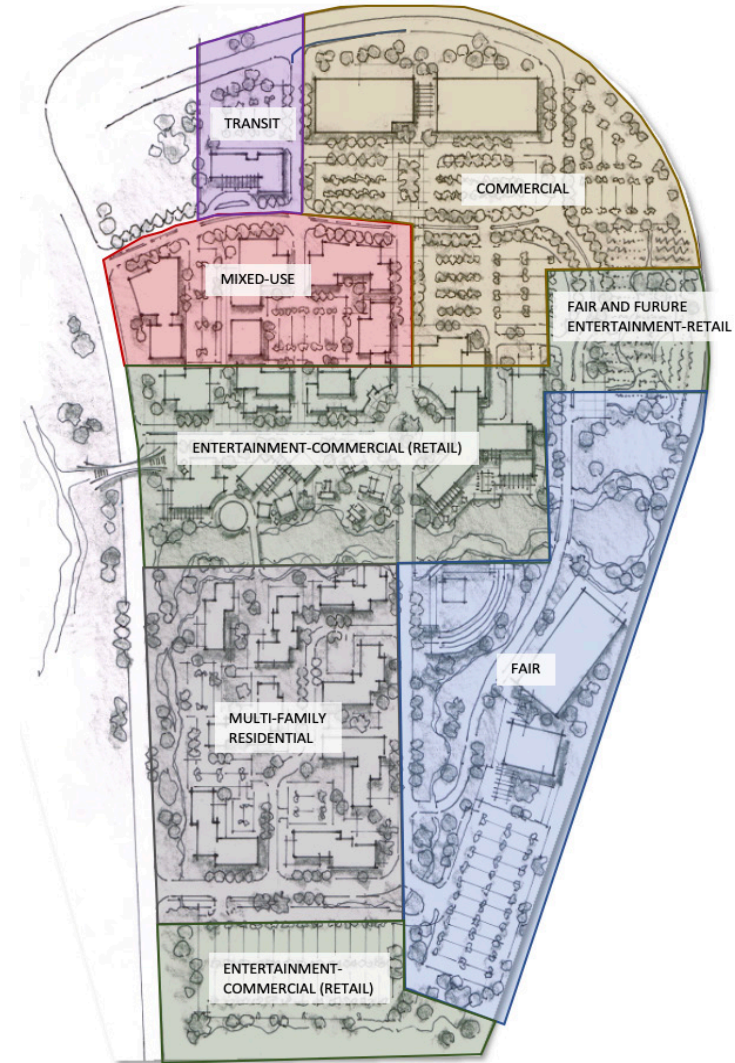 TRANSIT
COMMERCIAL
MIXED-USE
FAIR AND FURURE
ENTERTAINMENT-RETAIL
ENTERTAINMENT-COMMERCIAL (RETAIL)
FAIR
MULTI-FAMILY
RESIDENTIAL
ENTERTAINMENT-
COMMERCIAL (RETAIL)